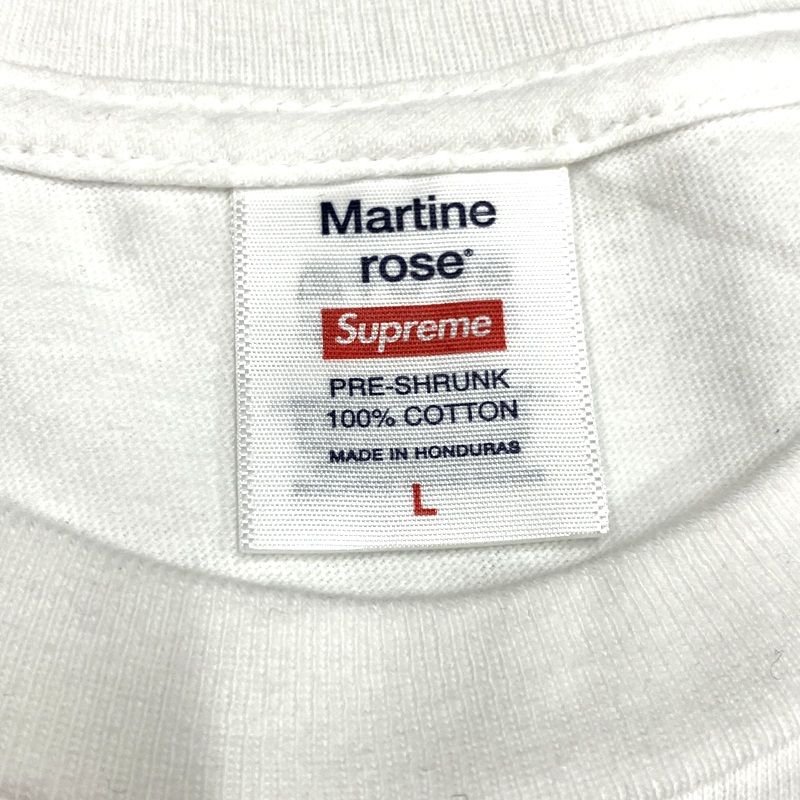 Martine
rose®
Supreme
PRE-SHRUNK
100% COTTON
MADE IN HONDURAS
L